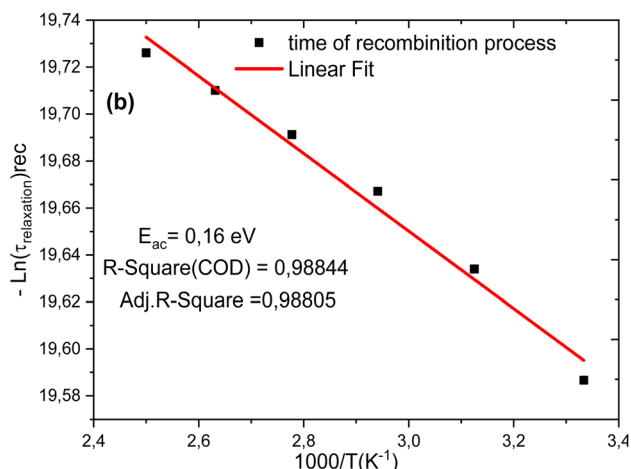 19,74
19,72
19,70
19,68
19,66
19,64
19,62
19,60
19,58
- Ln(τrelaxation)rec
time of recombinition process
Linear Fit
(b)
Eac= 0,16 eV
R-Square(COD) = 0,98844
Adj.R-Square =0,98805
2,4 2,6 2,8 3,0 3,2 3,4
1000/T(K-1)